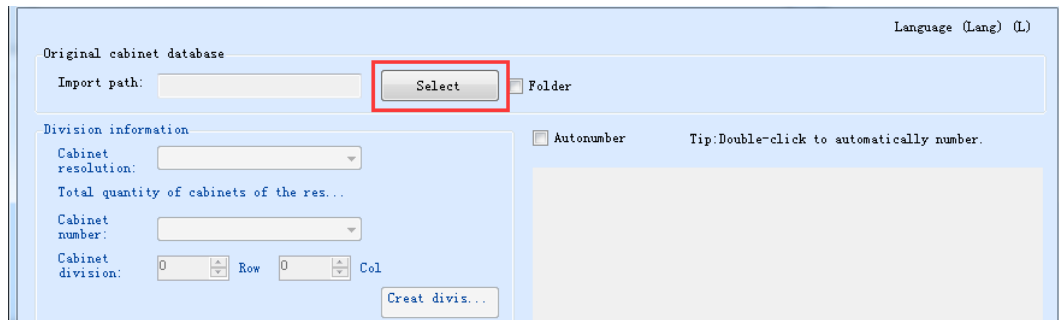 Language (Lang) (L)
Original cabinet database
Import path: Select Folder
Division information
Autonumber Tip:Double-click to automatically number.
Cabinet
resolution:
Total quantity of cabinets of the res...
Cabinet
number:
Cabinet
division: 0 Row 0 Col
Creat divis...